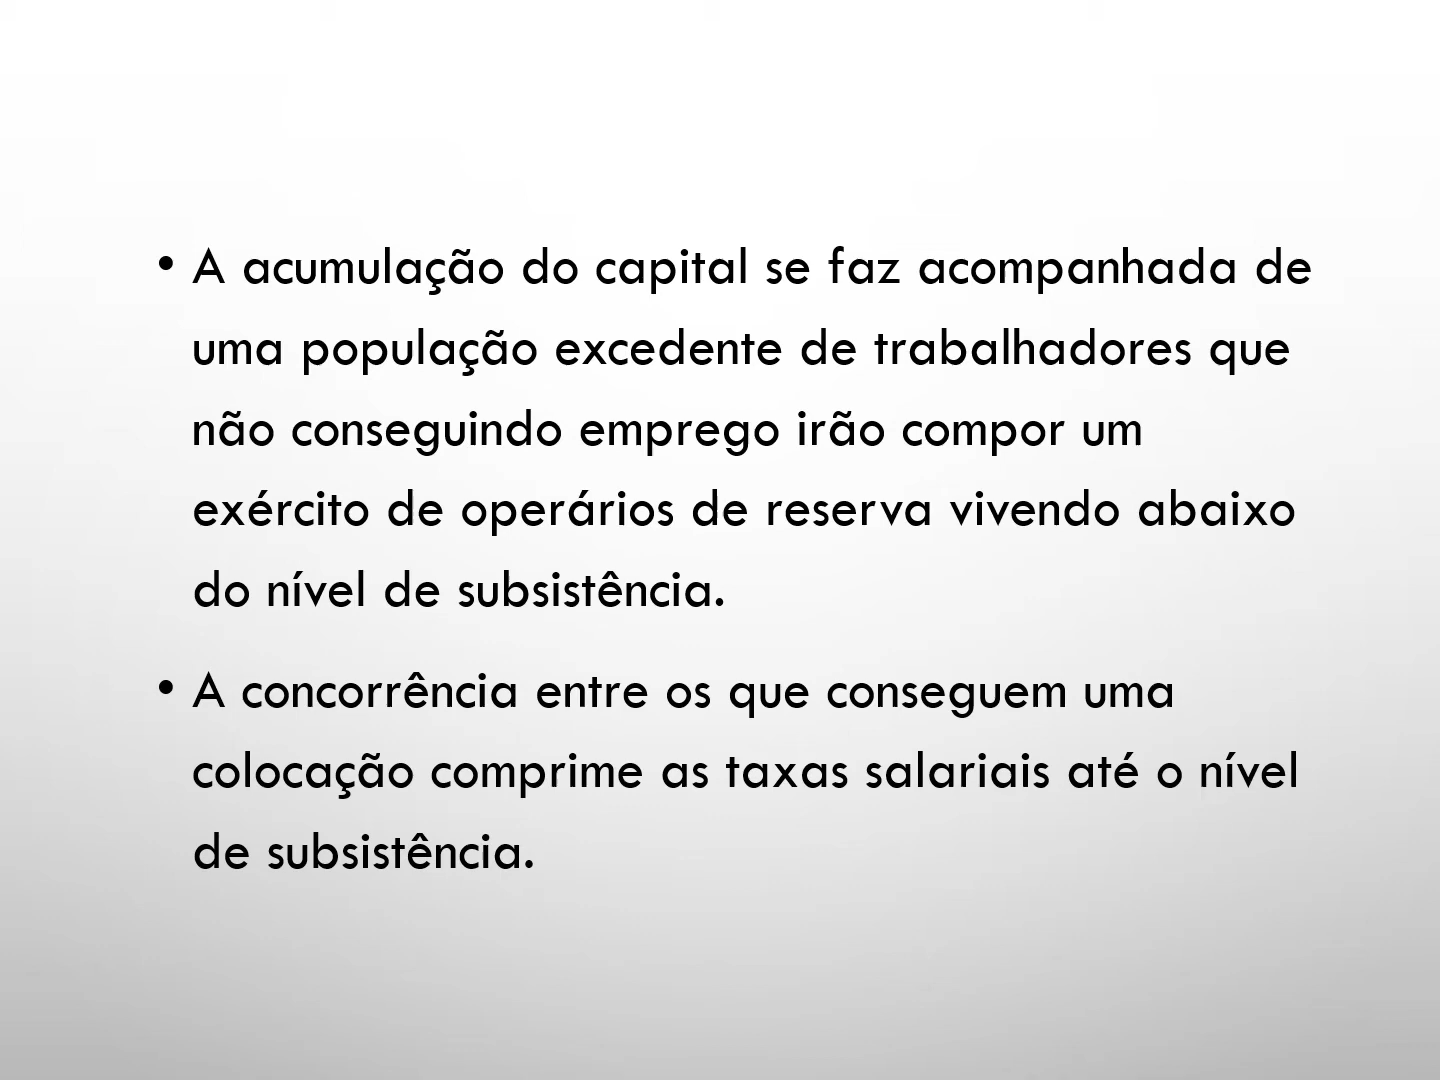 • A acumulação do capital se faz acompanhada de
uma população excedente de trabalhadores que
não conseguindo emprego irão compor um
exército de operários de reserva vivendo abaixo
do nível de subsistência.
• A concorrência entre os que conseguem uma
colocação comprime as taxas salariais até o nível
de subsistência.